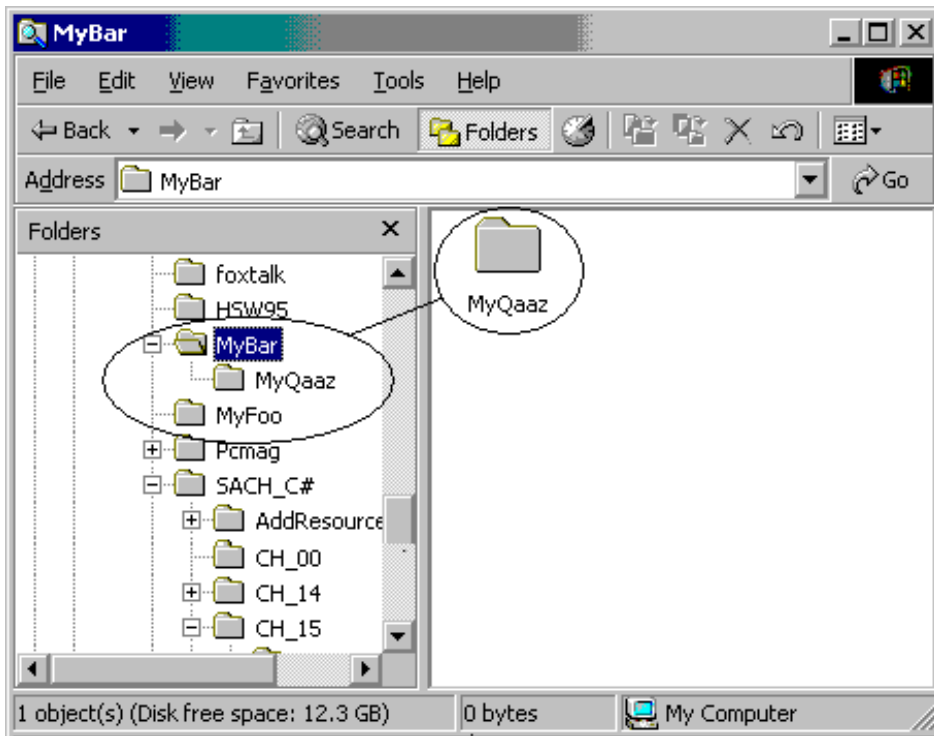 MyBar
File Edit View Favorites Tools Help
Back Search Folders
Address MyBar Go
Folders
foxtalk
HSW95
MyBar
MyQaaz
MyFoo
Pcmag
SACH_C#
AddResource
CH_00
CH_14
CH_15
MyQaaz
1 object(s) (Disk free space: 12.3 GB) 0 bytes My Computer